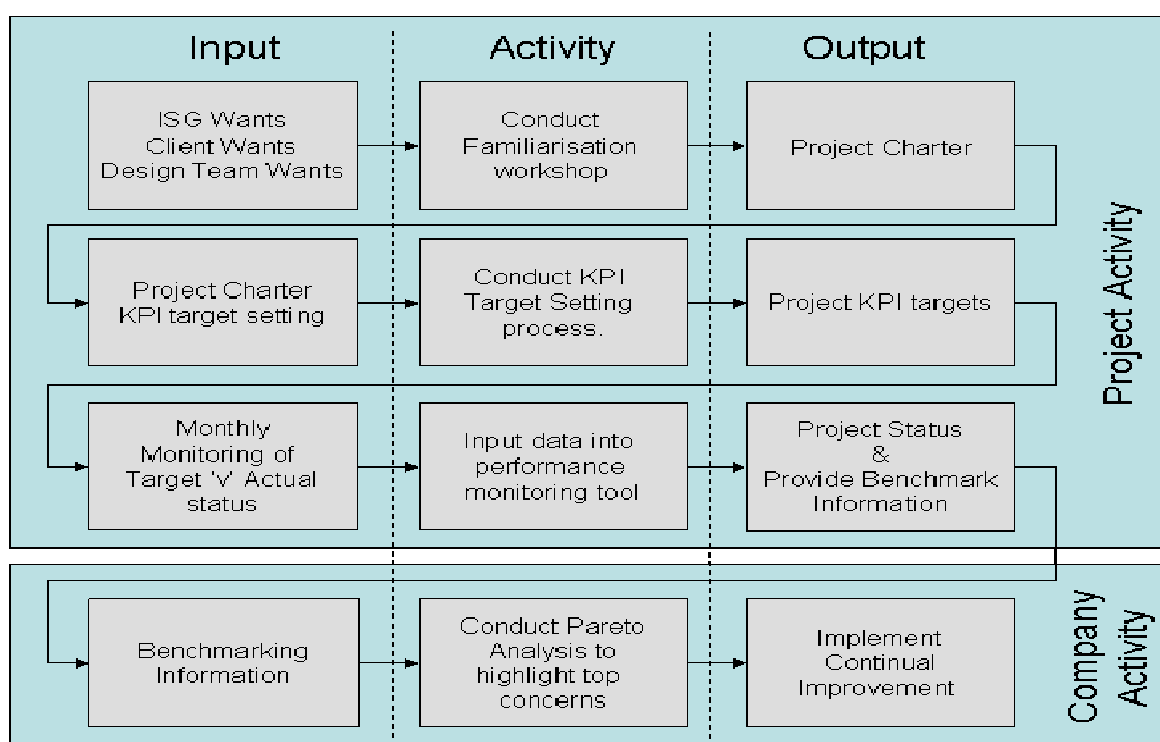 Input
Activity
Output
ISG Wants
Client Wants
Design Team Wants
Conduct
Familiarisation
workshop
Project Charter
Project Charter
KPI target setting
Conduct KPI
Target Setting
process.
Project KPI targets
Monthly
Monitoring of
Target 'v' Actual
status
Input data into
performance
monitoring tool
Project Status
&
Provide Benchmark
Information
Project Activity
Benchmarking
Information
Conduct Pareto
Analysis to
highlight top
concerns
Implement
Continual
Improvement
Company
Activity